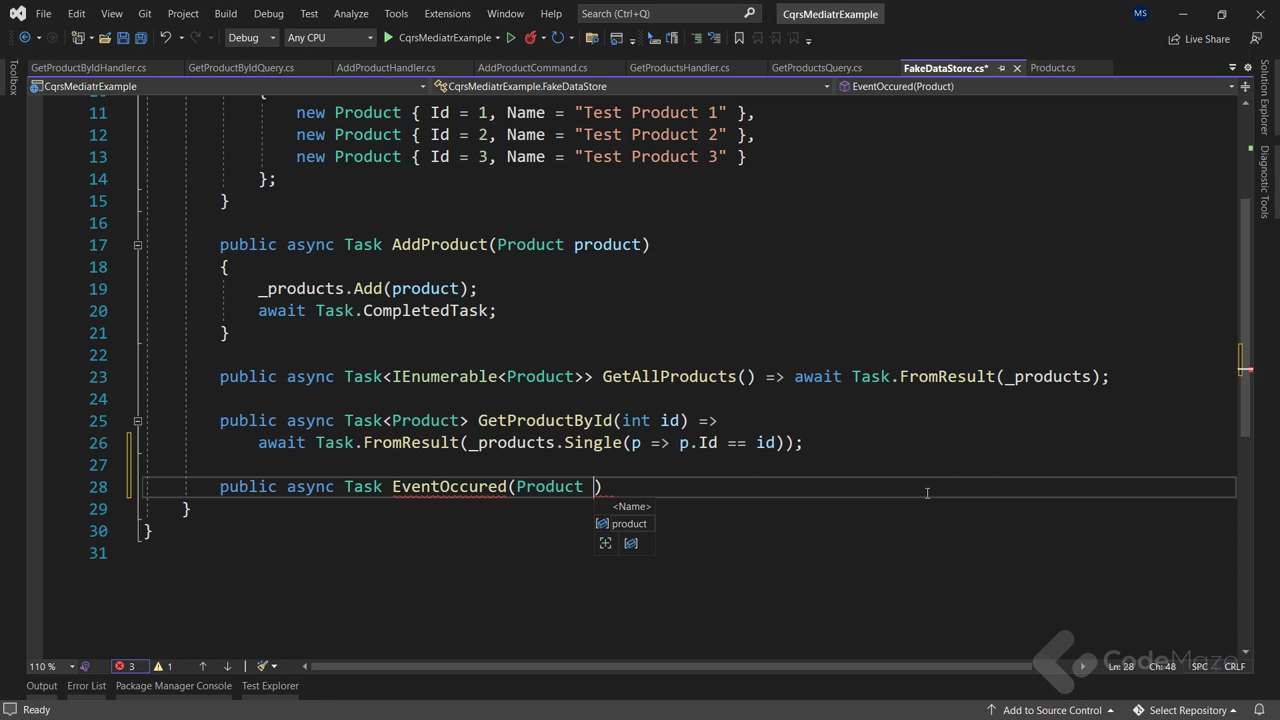 File Edit View Git Project Build Debug Test Analyze Tools Extensions Window Help Search (Ctrl+Q) CqrsMediatrExample MS
Debug Any CPU CqrsMediatrExample Live Share
GetProductByIdHandler.cs GetProductByIdQuery.cs AddProductHandler.cs AddProductCommand.cs GetProductsHandler.cs GetProductsQuery.cs FakeDataStore.cs* Product.cs
CqrsMediatrExample CqrsMediatrExample.FakeDataStore EventOccured(Product)
Toolbox
Solution Explorer
Diagnostic Tools
11 new Product { Id = 1, Name = "Test Product 1" },
12 new Product { Id = 2, Name = "Test Product 2" },
13 new Product { Id = 3, Name = "Test Product 3" }
14 };
15 }
16
17 public async Task AddProduct(Product product)
18 {
19 _products.Add(product);
20 await Task.CompletedTask;
21 }
22
23 public async Task<IEnumerable<Product>> GetAllProducts() => await Task.FromResult(_products);
24
25 public async Task<Product> GetProductById(int id) =>
26 await Task.FromResult(_products.Single(p => p.Id == id));
27
28 public async Task EventOccured(Product )
<Name>
29 }
product
30 }
31
CodeMaze
110 % 3 1 Ln: 28 Ch: 48 SPC CRLF
Output Error List Package Manager Console Test Explorer
Ready Add to Source Control Select Repository